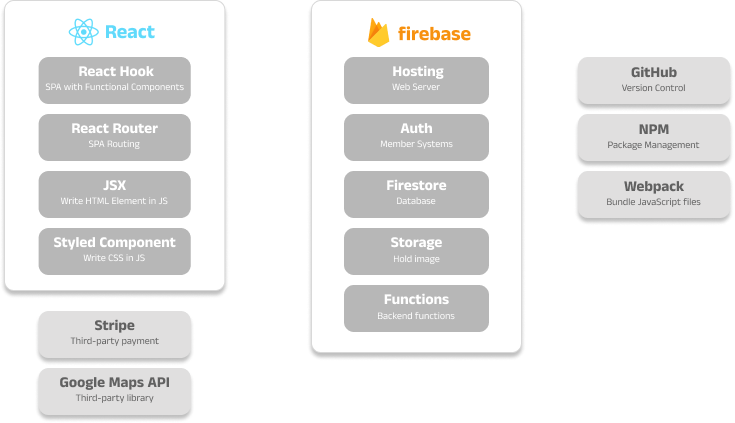 React
React Hook
SPA with Functional Components
React Router
SPA Routing
JSX
Write HTML Element in JS
Styled Component
Write CSS in JS
Stripe
Third-party payment
Google Maps API
Third-party library
firebase
Hosting
Web Server
Auth
Member Systems
Firestore
Database
Storage
Hold image
Functions
Backend functions
GitHub
Version Control
NPM
Package Management
Webpack
Bundle JavaScript files